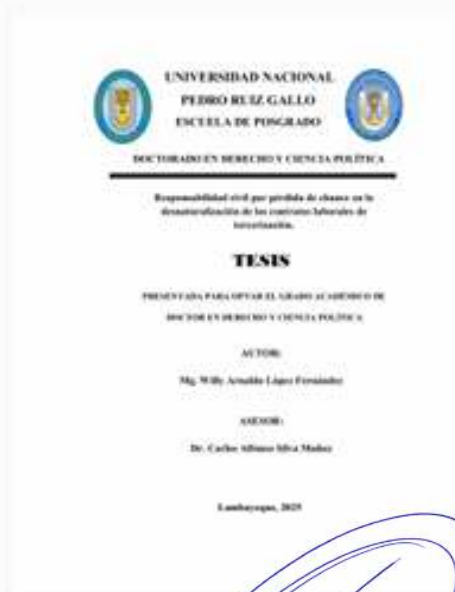 UNIVERSIDAD NACIONAL
PEDRO RUIZ GALLO
ESCUELA DE POSGRADO
DOCTORADO EN DERECHO Y CIENCIA POLÍTICA
Responsabilidad civil por pérdida de chance en la
desnaturalización de los contratos laborales de
tercerización.
TESIS
PRESENTADA PARA OPTAR EL GRADO ACADÉMICO DE
DOCTOR EN DERECHO Y CIENCIA POLÍTICA
AUTOR:
Mg. Willy Arnaldo López Fernández
ASESOR:
Dr. Carlos Alfonso Silva Muñoz
Lambayeque, 2025